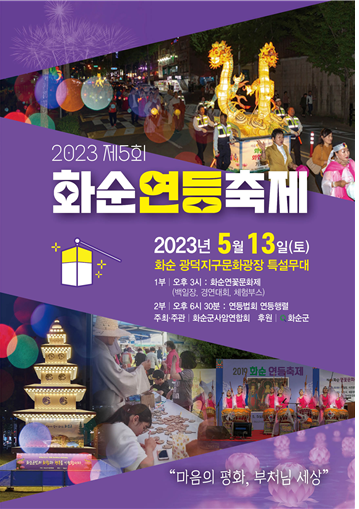 2023 제5회
화순연등축제
2023년 5월 13일(토)
화순 광덕지구문화광장 특설무대
1부 | 오후 3시 : 화순연꽃문화제
(백일장, 경연대회, 체험부스)
2부 | 오후 6시 30분 : 연등법회 연등행렬
주최·주관 | 화순군사암연합회 후원 | 화순군
2019 화순 연등축제
“마음의 평화, 부처님 세상”